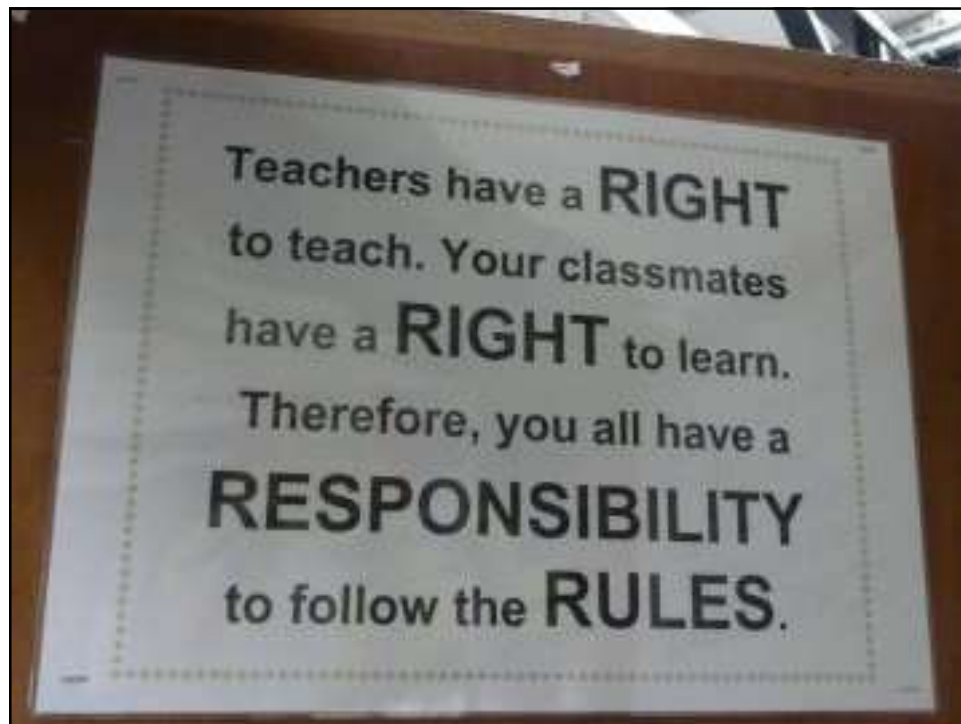 Teachers have a RIGHT
to teach. Your classmates
have a RIGHT to learn.
Therefore, you all have a
RESPONSIBILITY
to follow the RULES.